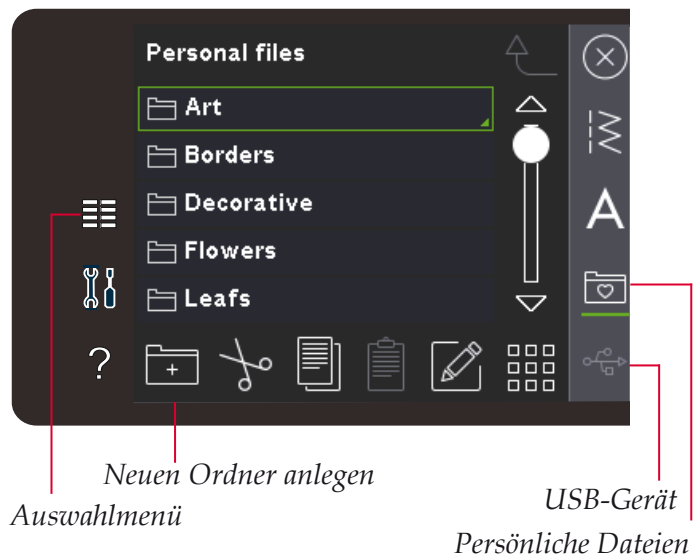 Personal files
Art
Borders
Decorative
Flowers
Leafs
A
?
Neuen Ordner anlegen
Auswahlmenü
USB-Gerät
Persönliche Dateien